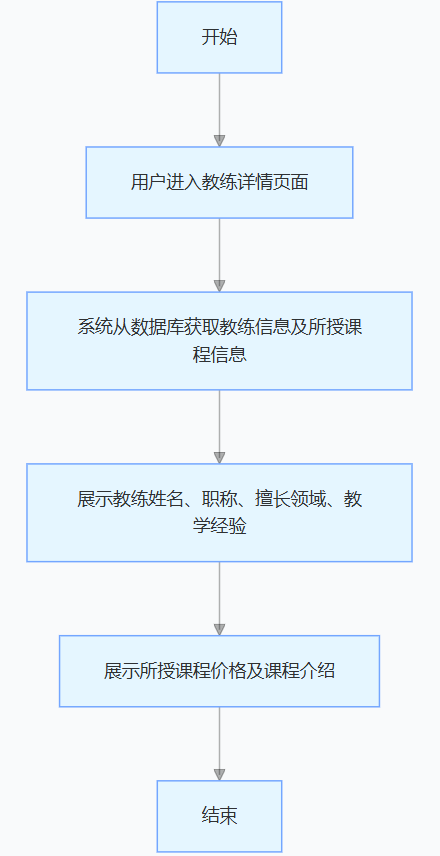 开始
用户进入教练详情页面
系统从数据库获取教练信息及所授课
程信息
展示教练姓名、职称、擅长领域、教
学经验
展示所授课程价格及课程介绍
结束